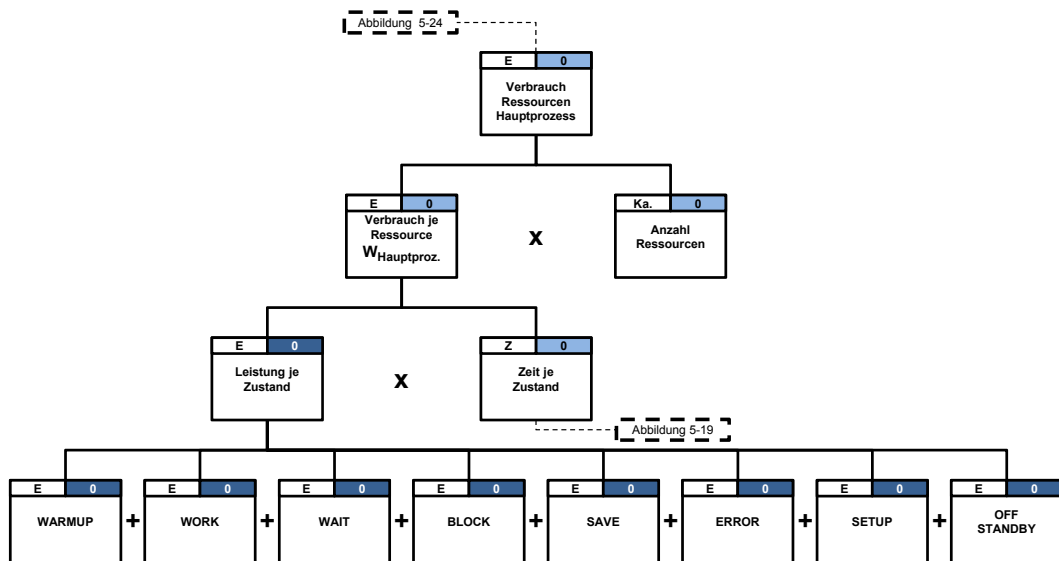 Abbildung 5-24
E 0
Verbrauch
Ressourcen
Hauptprozess
E 0
Verbrauch je
Ressource
W Hauptproz.
x
Ka. 0
Anzahl
Ressourcen
E 0
Leistung je
Zustand
x
Z 0
Zeit je
Zustand
Abbildung 5-19
E 0 E 0 E 0 E 0 E 0 E 0 E 0 E 0
WARMUP + WORK + WAIT + BLOCK + SAVE + ERROR + SETUP + OFF
STANDBY